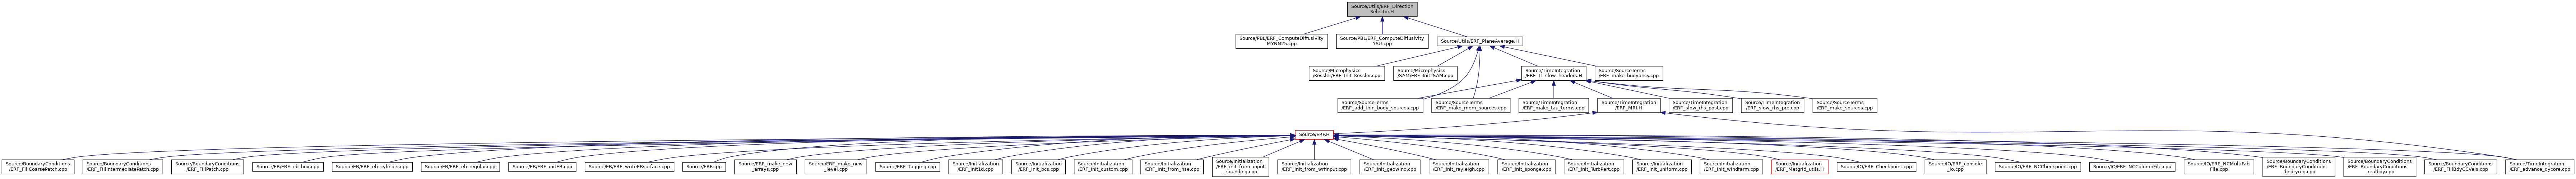 Source/Utils/ERF_Direction
Selector.H
Source/PBL/ERF_ComputeDiffusivity
MYNN25.cpp
Source/PBL/ERF_ComputeDiffusivity
YSU.cpp
Source/Utils/ERF_PlaneAverage.H
Source/Microphysics
/Kessler/ERF_Init_Kessler.cpp
Source/Microphysics
/SAM/ERF_Init_SAM.cpp
Source/TimeIntegration
/ERF_TI_slow_headers.H
Source/SourceTerms
/ERF_make_buoyancy.cpp
Source/SourceTerms
/ERF_add_thin_body_sources.cpp
Source/SourceTerms
/ERF_make_mom_sources.cpp
Source/TimeIntegration
/ERF_make_tau_terms.cpp
Source/TimeIntegration
/ERF_MRI.H
Source/TimeIntegration
/ERF_slow_rhs_post.cpp
Source/TimeIntegration
/ERF_slow_rhs_pre.cpp
Source/SourceTerms
/ERF_make_sources.cpp
Source/ERF.H
Source/BoundaryConditions
/ERF_FillCoarsePatch.cpp
Source/BoundaryConditions
/ERF_FillIntermediatePatch.cpp
Source/BoundaryConditions
/ERF_FillPatch.cpp
Source/EB/ERF_eb_box.cpp
Source/EB/ERF_eb_cylinder.cpp
Source/EB/ERF_eb_regular.cpp
Source/EB/ERF_initEB.cpp
Source/EB/ERF_writeEBsurface.cpp
Source/ERF.cpp
Source/ERF_make_new
_arrays.cpp
Source/ERF_make_new
_level.cpp
Source/ERF_Tagging.cpp
Source/Initialization
/ERF_init1d.cpp
Source/Initialization
/ERF_init_bcs.cpp
Source/Initialization
/ERF_init_custom.cpp
Source/Initialization
/ERF_init_from_hse.cpp
Source/Initialization
/ERF_init_from_input
_sounding.cpp
Source/Initialization
/ERF_init_from_wrfinput.cpp
Source/Initialization
/ERF_init_geowind.cpp
Source/Initialization
/ERF_init_rayleigh.cpp
Source/Initialization
/ERF_init_sponge.cpp
Source/Initialization
/ERF_init_TurbPert.cpp
Source/Initialization
/ERF_init_uniform.cpp
Source/Initialization
/ERF_init_windfarm.cpp
Source/Initialization
/ERF_Metgrid_utils.H
Source/IO/ERF_Checkpoint.cpp
Source/IO/ERF_console
_io.cpp
Source/IO/ERF_NCCheckpoint.cpp
Source/IO/ERF_NCColumnFile.cpp
Source/IO/ERF_NCMultiFab
File.cpp
Source/BoundaryConditions
/ERF_BoundaryConditions
_bndryreg.cpp
Source/BoundaryConditions
/ERF_BoundaryConditions
_realbdy.cpp
Source/BoundaryConditions
/ERF_FillBdyCCVels.cpp
Source/TimeIntegration
/ERF_advance_dycore.cpp